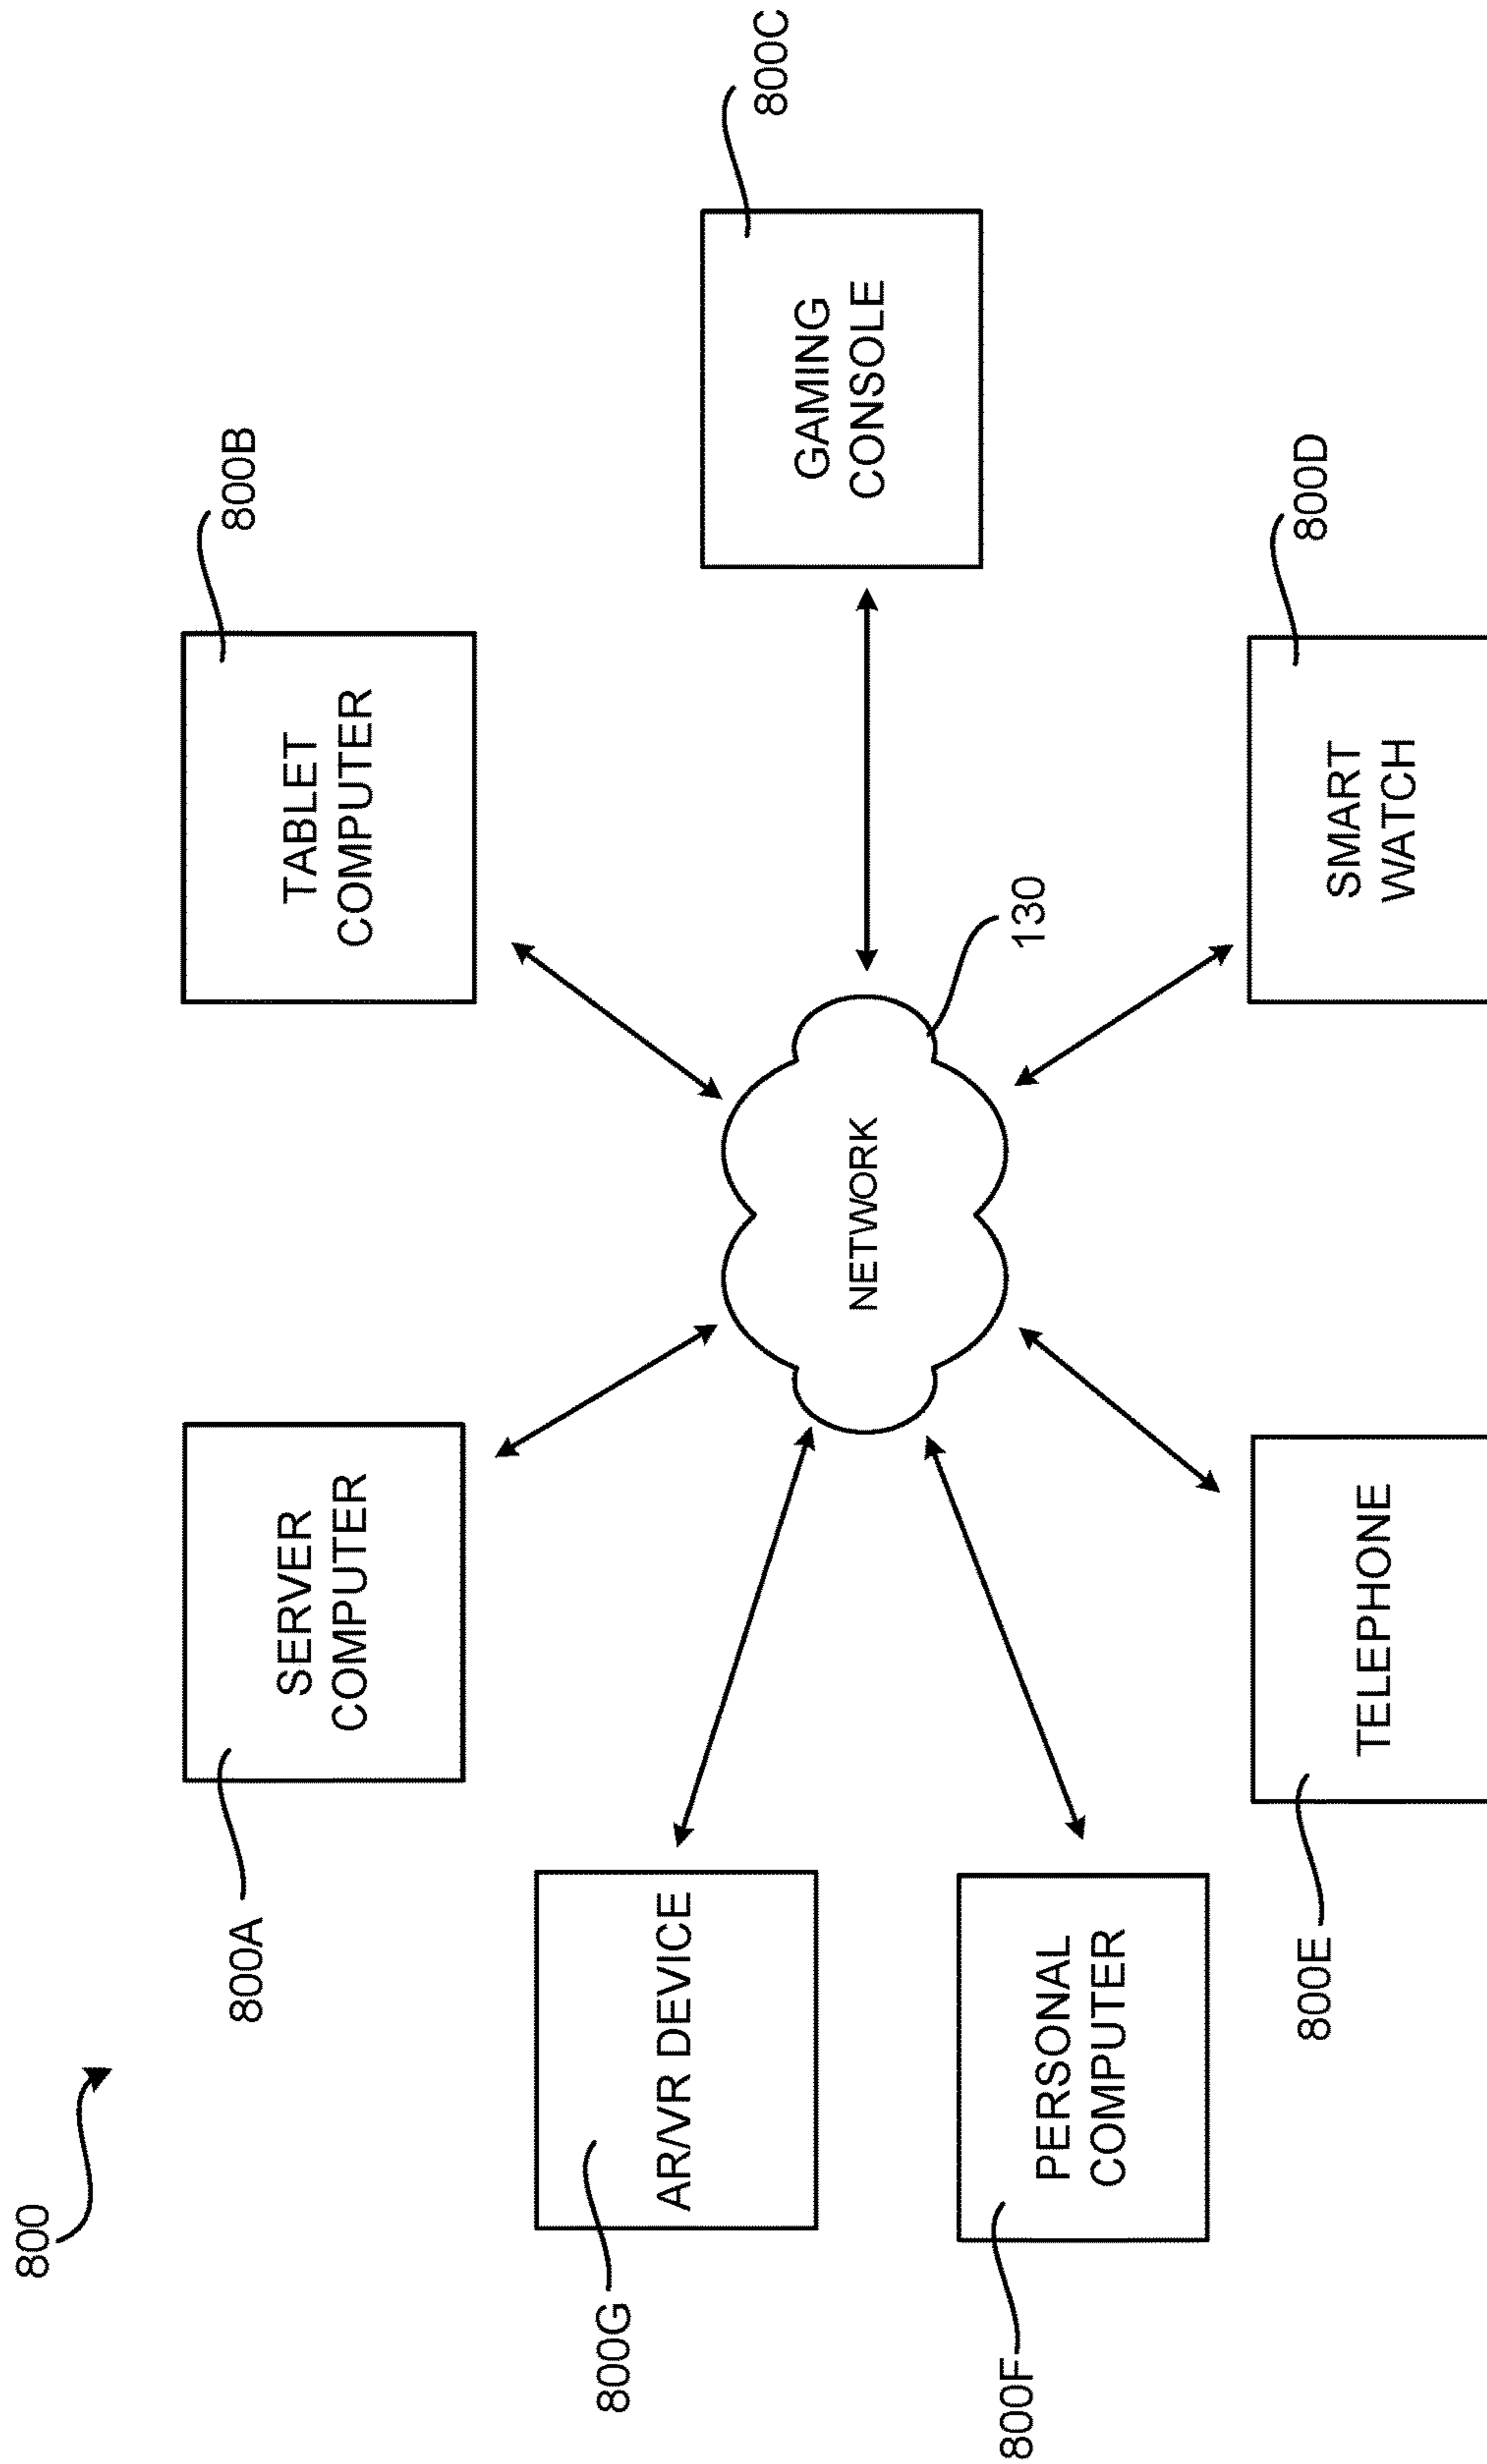 800
800A
SERVER
COMPUTER
800B
TABLET
COMPUTER
800G
AR/VR DEVICE
NETWORK
130
GAMING
CONSOLE
800C
800F
PERSONAL
COMPUTER
800E
TELEPHONE
SMART
WATCH
800D